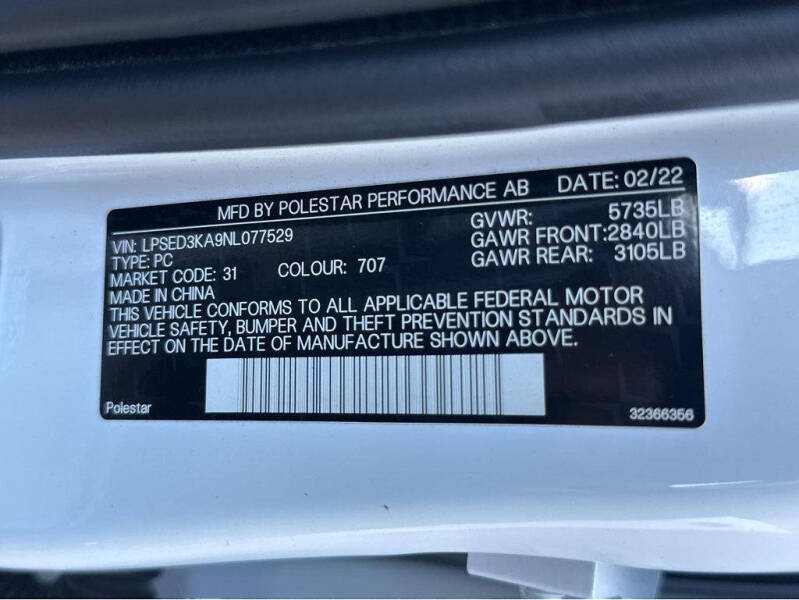 MFD BY POLESTAR PERFORMANCE AB DATE: 02/22
VIN: LPSED3KA9NL077529 GVWR: 5735LB
TYPE: PC GAWR FRONT: 2840LB
MARKET CODE: 31 COLOUR: 707 GAWR REAR: 3105LB
MADE IN CHINA
THIS VEHICLE CONFORMS TO ALL APPLICABLE FEDERAL MOTOR
VEHICLE SAFETY, BUMPER AND THEFT PREVENTION STANDARDS IN
EFFECT ON THE DATE OF MANUFACTURE SHOWN ABOVE.
Polestar 32366356